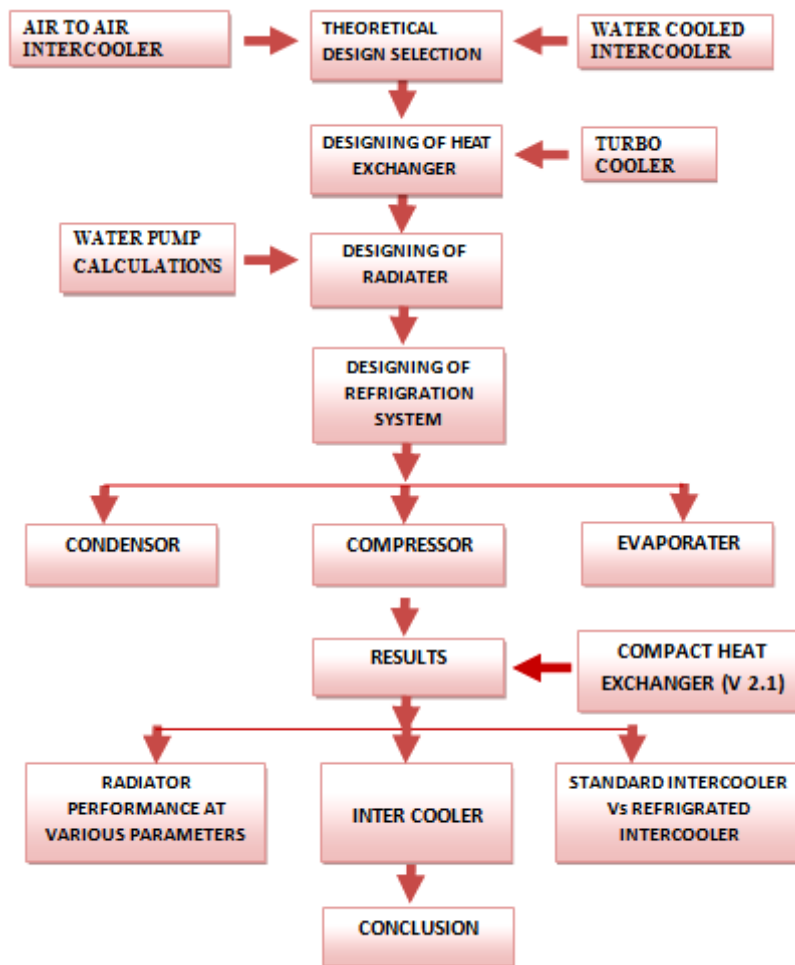 AIR TO AIR
INTERCOOLER
THEORETICAL
DESIGN SELECTION
WATER COOLED
INTERCOOLER
DESIGNING OF HEAT
EXCHANGER
TURBO
COOLER
WATER PUMP
CALCULATIONS
DESIGNING OF
RADIATER
DESIGNING OF
REFRIGRATION
SYSTEM
CONDENSOR
COMPRESSOR
EVAPORATER
RESULTS
COMPACT HEAT
EXCHANGER (V 2.1)
RADIATOR
PERFORMANCE AT
VARIOUS PARAMETERS
INTER COOLER
STANDARD INTERCOOLER
Vs REFRIGRATED
INTERCOOLER
CONCLUSION